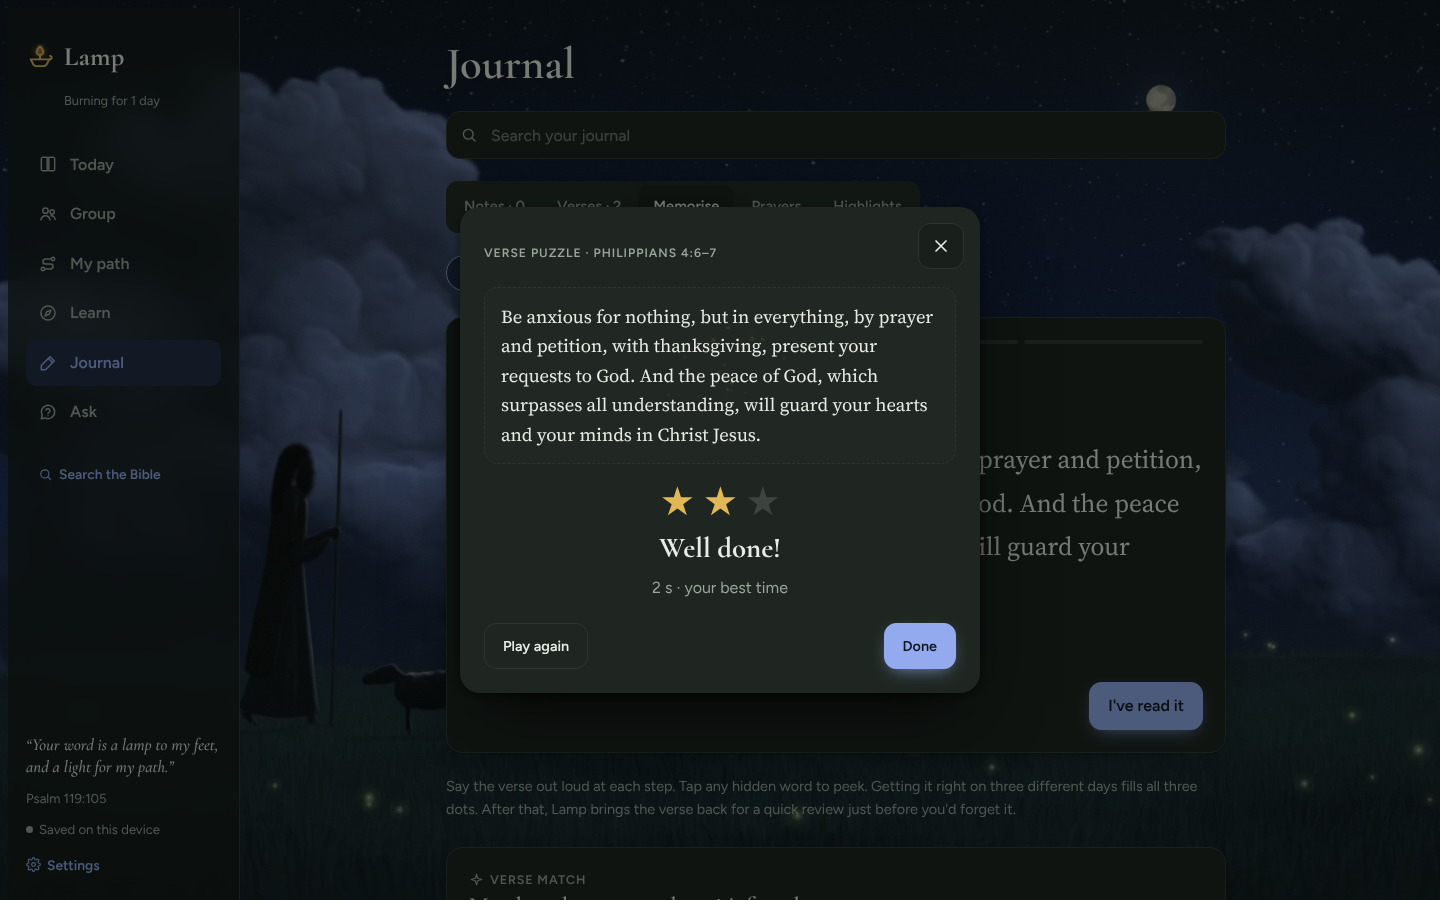 Lamp
Burning for 1 day
Today
Group
My path
Learn
Journal
Ask
Search the Bible
“Your word is a lamp to my feet,
and a light for my path.”
Psalm 119:105
Saved on this device
Settings
Journal
Search your journal
Notes · 0 Verses · 2 Memorise Prayers Highlights
VERSE PUZZLE · PHILIPPIANS 4:6–7
Be anxious for nothing, but in everything, by prayer
and petition, with thanksgiving, present your
requests to God. And the peace of God, which
surpasses all understanding, will guard your hearts
and your minds in Christ Jesus.
Well done!
2 s · your best time
Play again
Done
prayer and petition,
od. And the peace
ill guard your
I've read it
Say the verse out loud at each step. Tap any hidden word to peek. Getting it right on three different days fills all three
dots. After that, Lamp brings the verse back for a quick review just before you'd forget it.
VERSE MATCH